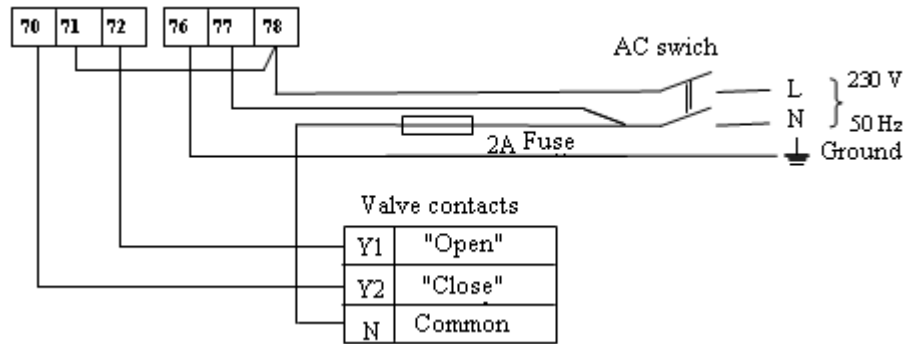 70 71 72 76 77 78
AC swich
L 230 V
N 50 Hz
2A Fuse
Ground
Valve contacts
Y1 "Open"
Y2 "Close"
N Common